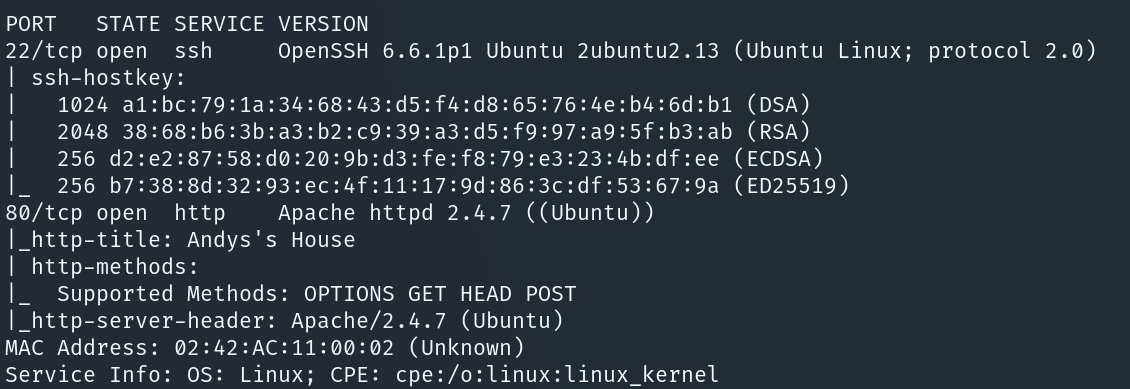 PORT   STATE SERVICE VERSION
22/tcp open  ssh     OpenSSH 6.6.1p1 Ubuntu 2ubuntu2.13 (Ubuntu Linux; protocol 2.0)
| ssh-hostkey:
|   1024 a1:bc:79:1a:34:68:43:d5:f4:d8:65:76:4e:b4:6d:b1 (DSA)
|   2048 38:68:b6:3b:a3:b2:c9:39:a3:d5:f9:97:a9:5f:b3:ab (RSA)
|   256 d2:e2:87:58:d0:20:9b:d3:fe:f8:79:e3:23:4b:df:ee (ECDSA)
|_  256 b7:38:8d:32:93:ec:4f:11:17:9d:86:3c:df:53:67:9a (ED25519)
80/tcp open  http    Apache httpd 2.4.7 ((Ubuntu))
|_http-title: Andys's House
| http-methods:
|_  Supported Methods: OPTIONS GET HEAD POST
|_http-server-header: Apache/2.4.7 (Ubuntu)
MAC Address: 02:42:AC:11:00:02 (Unknown)
Service Info: OS: Linux; CPE: cpe:/o:linux:linux_kernel